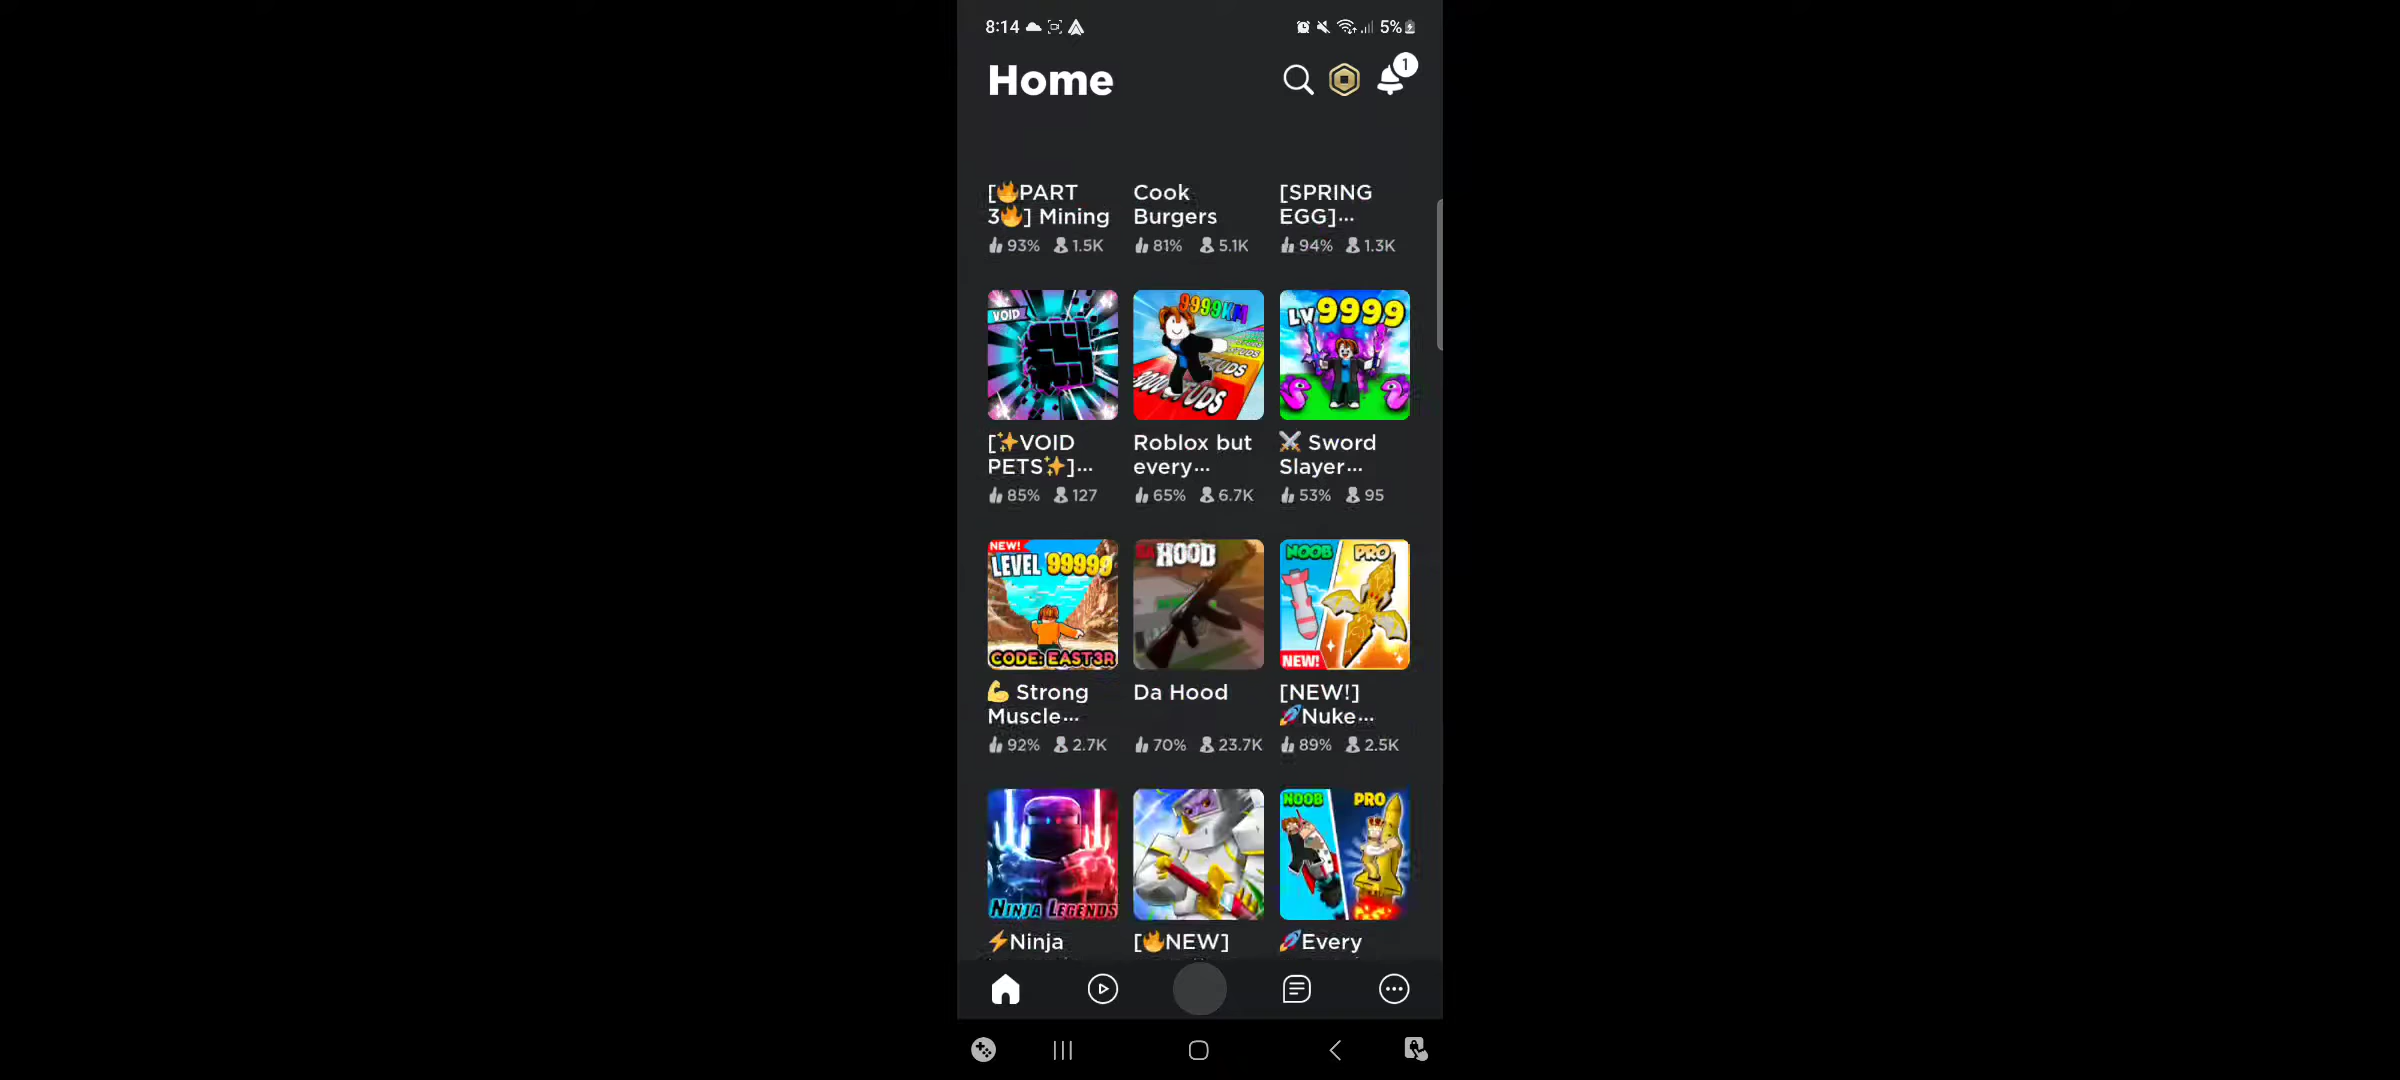 8:14 5%
Home 1
[🔥PART Cook [SPRING
3🔥] Mining Burgers EGG]...
93% 1.5K 81% 5.1K 94% 1.3K
VOID 9999KM LV9999
[✨VOID Roblox but ⚔️ Sword
PETS✨]... every... Slayer...
85% 127 65% 6.7K 53% 95
NEW! DA HOOD NOOB PRO
LEVEL 99999
CODE: EAST3R NEW!
💪 Strong Da Hood [NEW!]
Muscle... 🚀Nuke...
92% 2.7K 70% 23.7K 89% 2.5K
NOOB PRO
NINJA LEGENDS
⚡Ninja [🔥NEW] 🚀Every